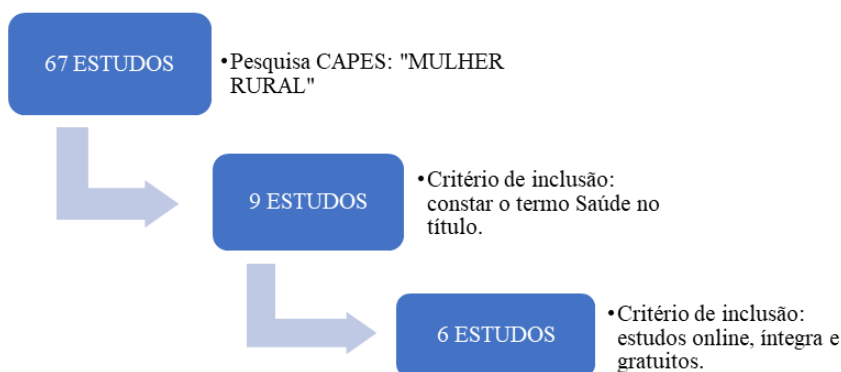 67 ESTUDOS
•Pesquisa CAPES: "MULHER
RURAL"
9 ESTUDOS
•Critério de inclusão:
constar o termo Saúde no
título.
6 ESTUDOS
•Critério de inclusão:
estudos online, íntegra e
gratuitos.